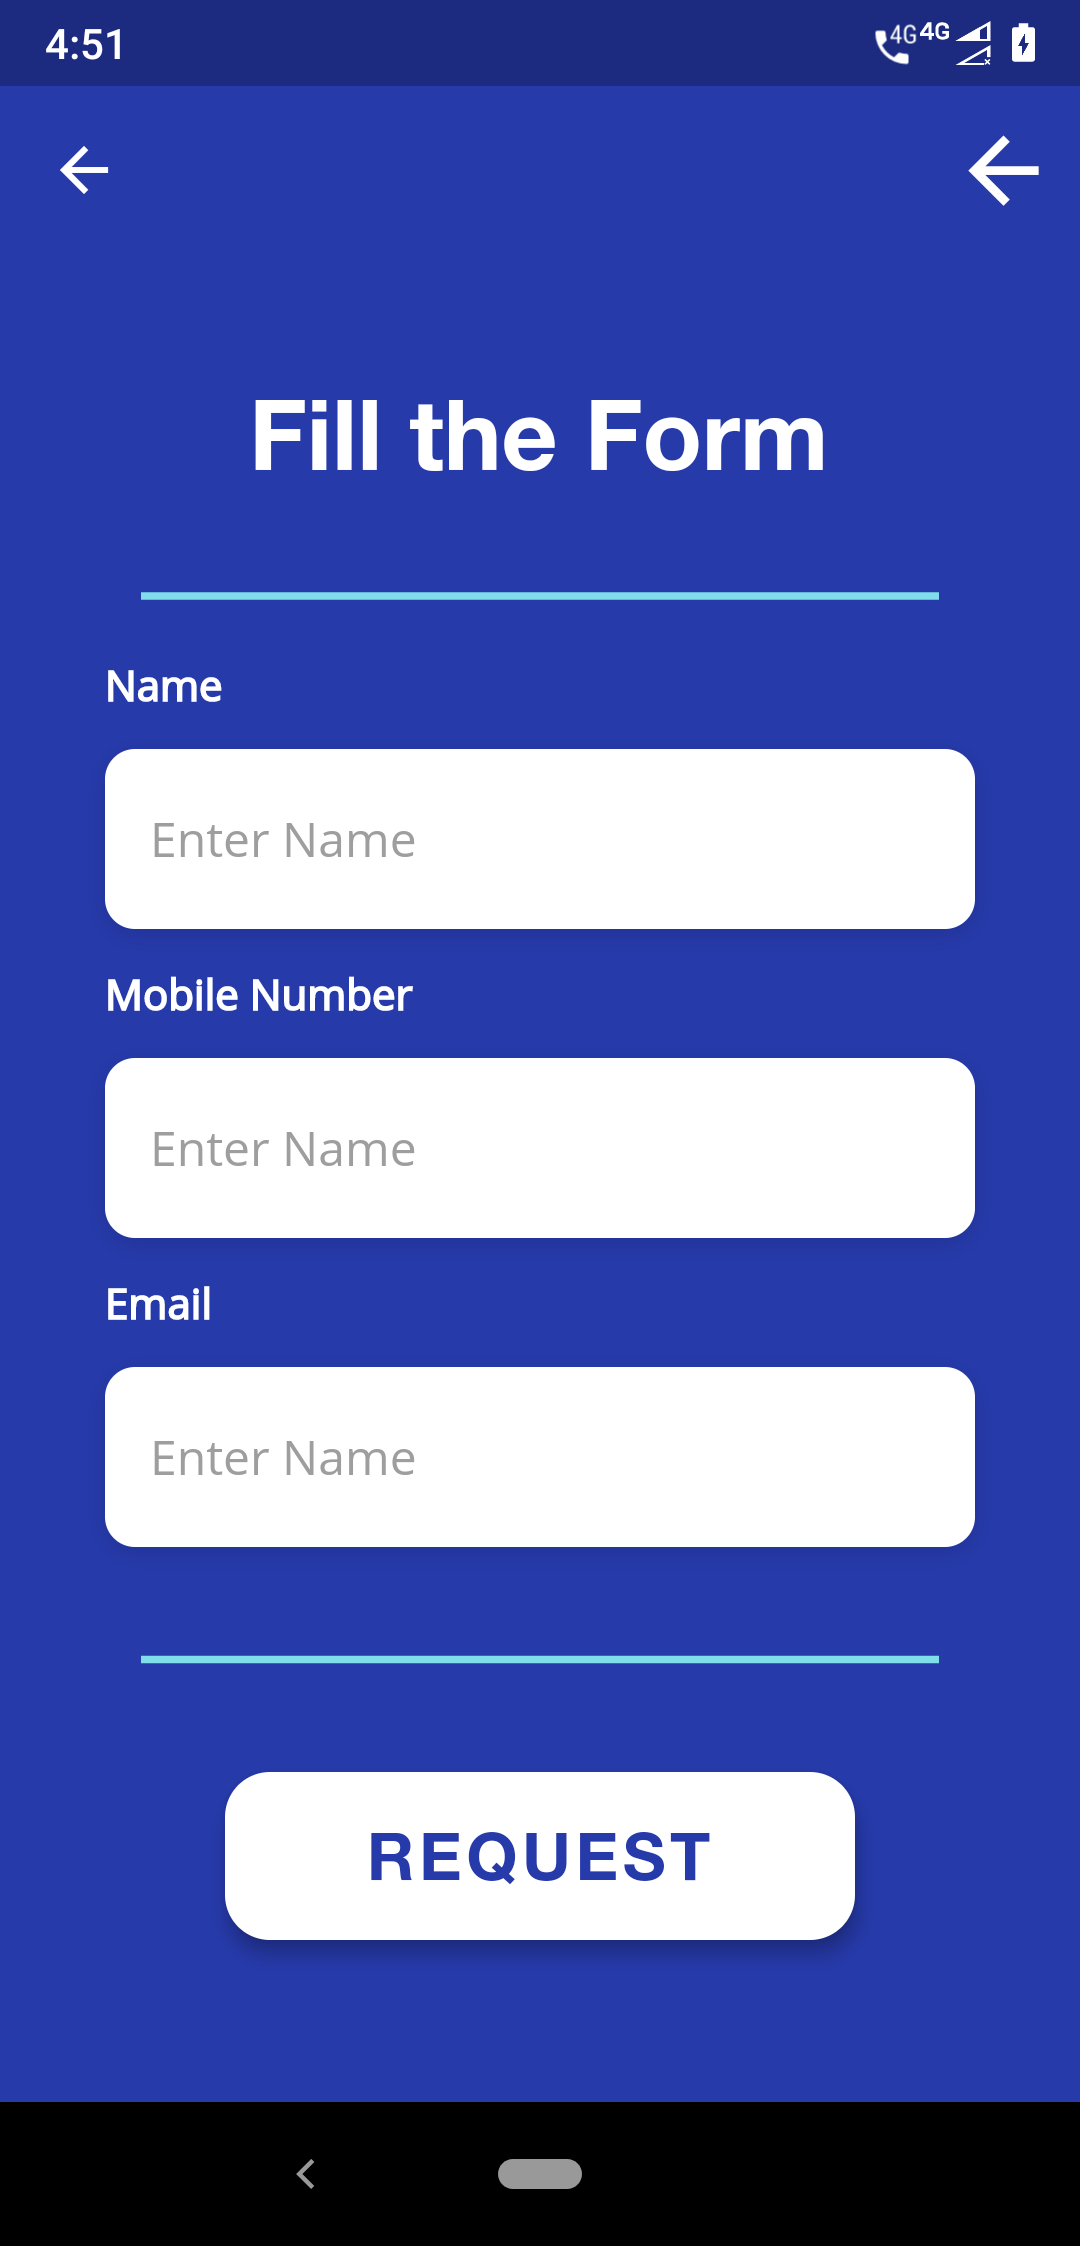 4:51
4G 4G
Fill the Form
Name
Enter Name
Mobile Number
Enter Name
Email
Enter Name
REQUEST